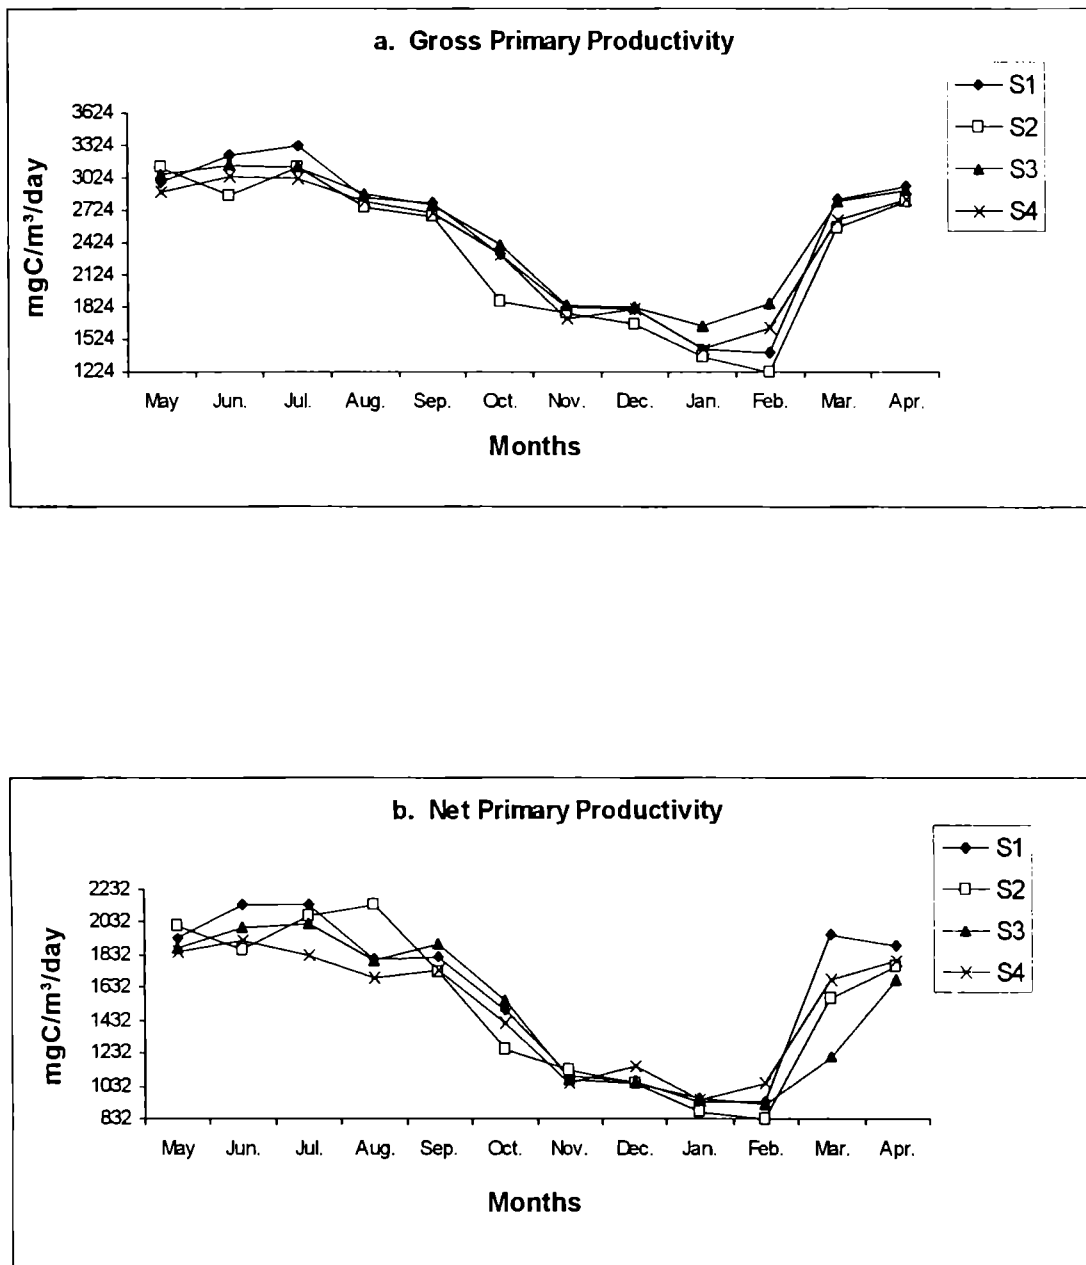 a. Gross Primary Productivity
S1
S2
S3
S4
mgC/m³/day
3624
3324
3024
2724
2424
2124
1824
1524
1224
May Jun. Jul. Aug. Sep. Oct. Nov. Dec. Jan. Feb. Mar. Apr.
Months
b. Net Primary Productivity
S1
S2
S3
S4
mgC/m³/day
2232
2032
1832
1632
1432
1232
1032
832
May Jun. Jul. Aug. Sep. Oct. Nov. Dec. Jan. Feb. Mar. Apr.
Months